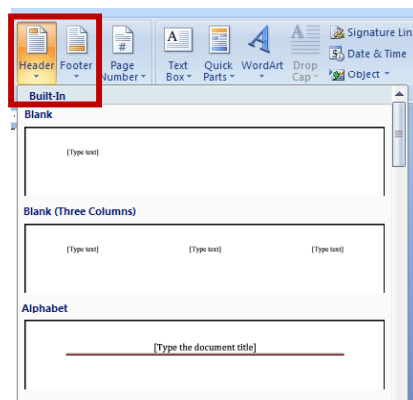 Header Footer Page Number Text Box Quick Parts WordArt Drop Cap
Signature Lin
Date & Time
Object
Built-In
Blank
[Type text]
Blank (Three Columns)
[Type text] [Type text] [Type text]
Alphabet
[Type the document title]